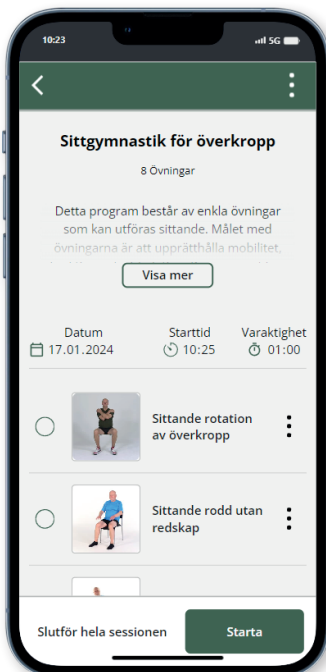 10:23
5G
Sittgymnastik för överkropp
8 Övningar
Detta program består av enkla övningar
som kan utföras sittande. Målet med
övningarna är att upprätthålla mobilitet,
Visa mer
Datum Starttid Varaktighet
17.01.2024 10:25 01:00
Sittande rotation
av överkropp
Sittande rodd utan
redskap
Slutför hela sessionen Starta